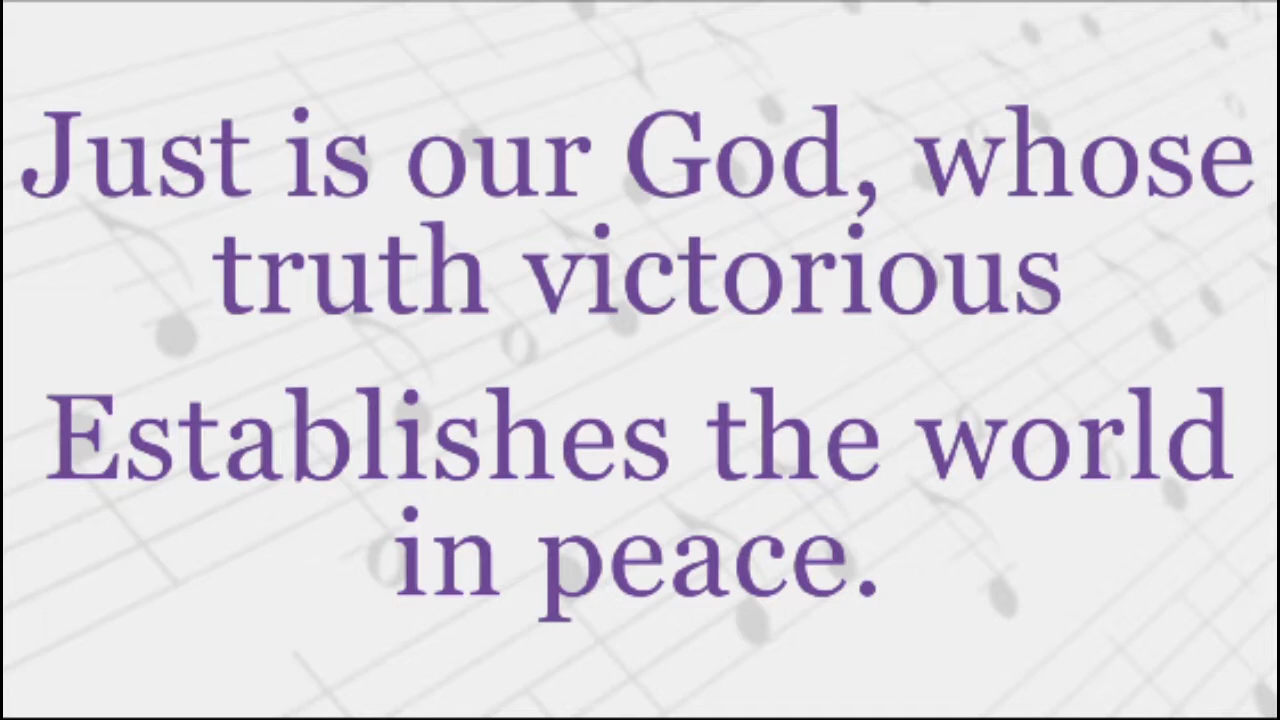 Just is our God, whose
truth victorious
Establishes the world
in peace.